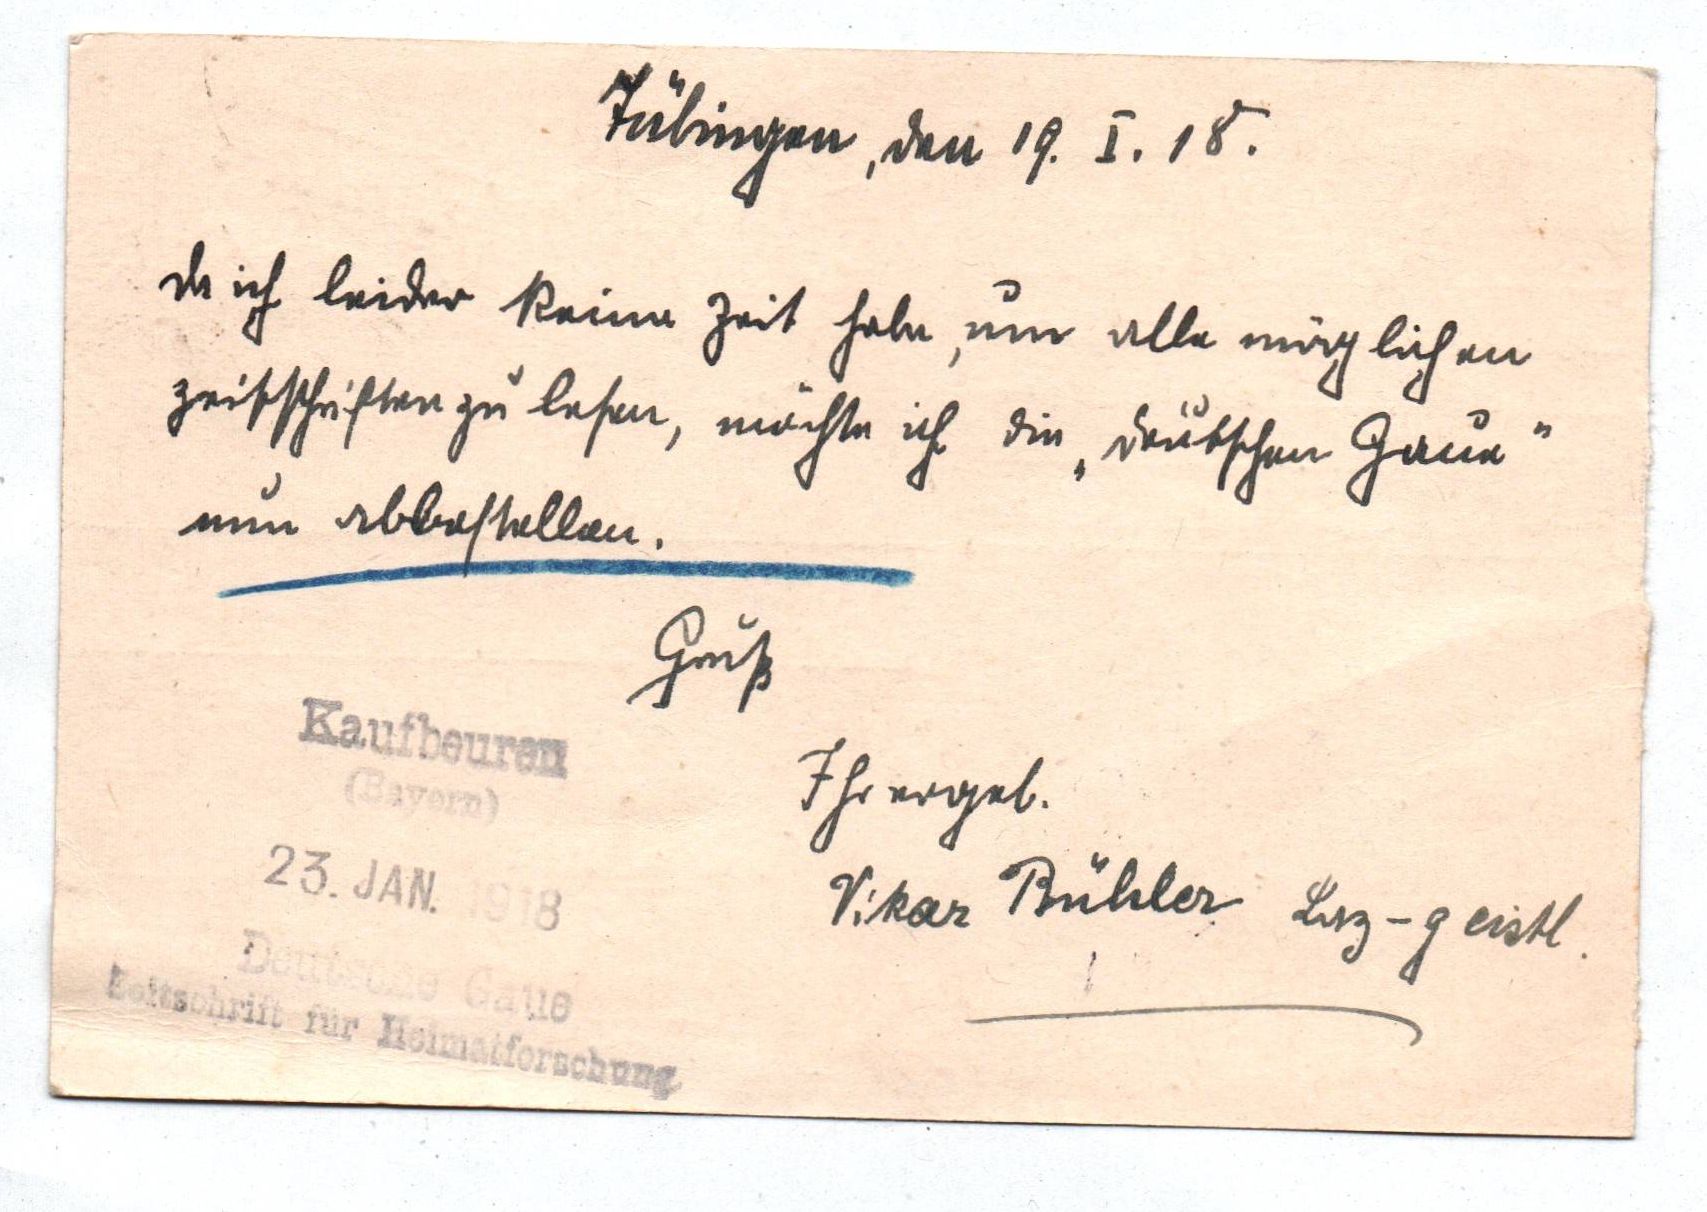 Tübingen, den 19. I. 18.
Da ich leider keine Zeit habe, um alle möglichen
Zeitschriften zu lesen, möchte ich die „Deutschen Gaue"
nun abbestellen.
Gruß
Ihr ergeb.
Vikar Bühler Laz-geistl.
Kaufbeuren
(Bayern)
23. JAN. 1918
Deutsche Gaue
Zeitschrift für Heimatforschung